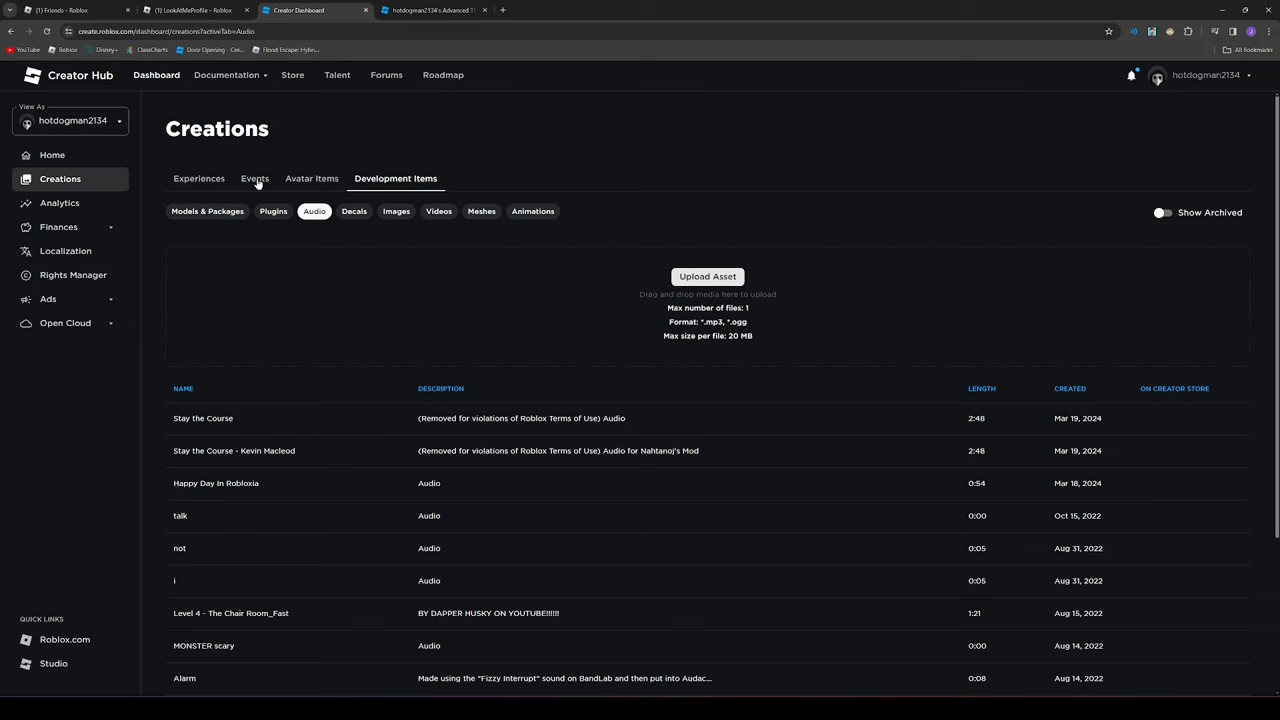 (1) Friends - Roblox
(1) LookAtMeProfile - Roblox
Creator Dashboard
hotdogman2134's Advanced T
create.roblox.com/dashboard/creations?activeTab=Audio
YouTube
Roblox
Disney+
ClassCharts
Door Opening - Cre...
Flood Escape: Hybri...
All Bookmarks
Creator Hub
Dashboard
Documentation
Store
Talent
Forums
Roadmap
hotdogman2134
View As
hotdogman2134
Home
Creations
Analytics
Finances
Localization
Rights Manager
Ads
Open Cloud
QUICK LINKS
Roblox.com
Studio
Creations
Experiences
Events
Avatar Items
Development Items
Models & Packages
Plugins
Audio
Decals
Images
Videos
Meshes
Animations
Show Archived
Upload Asset
Drag and drop media here to upload
Max number of files: 1
Format: *.mp3, *.ogg
Max size per file: 20 MB
NAME DESCRIPTION LENGTH CREATED ON CREATOR STORE
Stay the Course (Removed for violations of Roblox Terms of Use) Audio 2:48 Mar 19, 2024
Stay the Course - Kevin Macleod (Removed for violations of Roblox Terms of Use) Audio for Nahtanoj's Mod 2:48 Mar 19, 2024
Happy Day In Robloxia Audio 0:54 Mar 18, 2024
talk Audio 0:00 Oct 15, 2022
not Audio 0:05 Aug 31, 2022
i Audio 0:05 Aug 31, 2022
Level 4 - The Chair Room_Fast BY DAPPER HUSKY ON YOUTUBE!!!!!! 1:21 Aug 15, 2022
MONSTER scary Audio 0:00 Aug 14, 2022
Alarm Made using the "Fizzy Interrupt" sound on BandLab and then put into Audac... 0:08 Aug 14, 2022